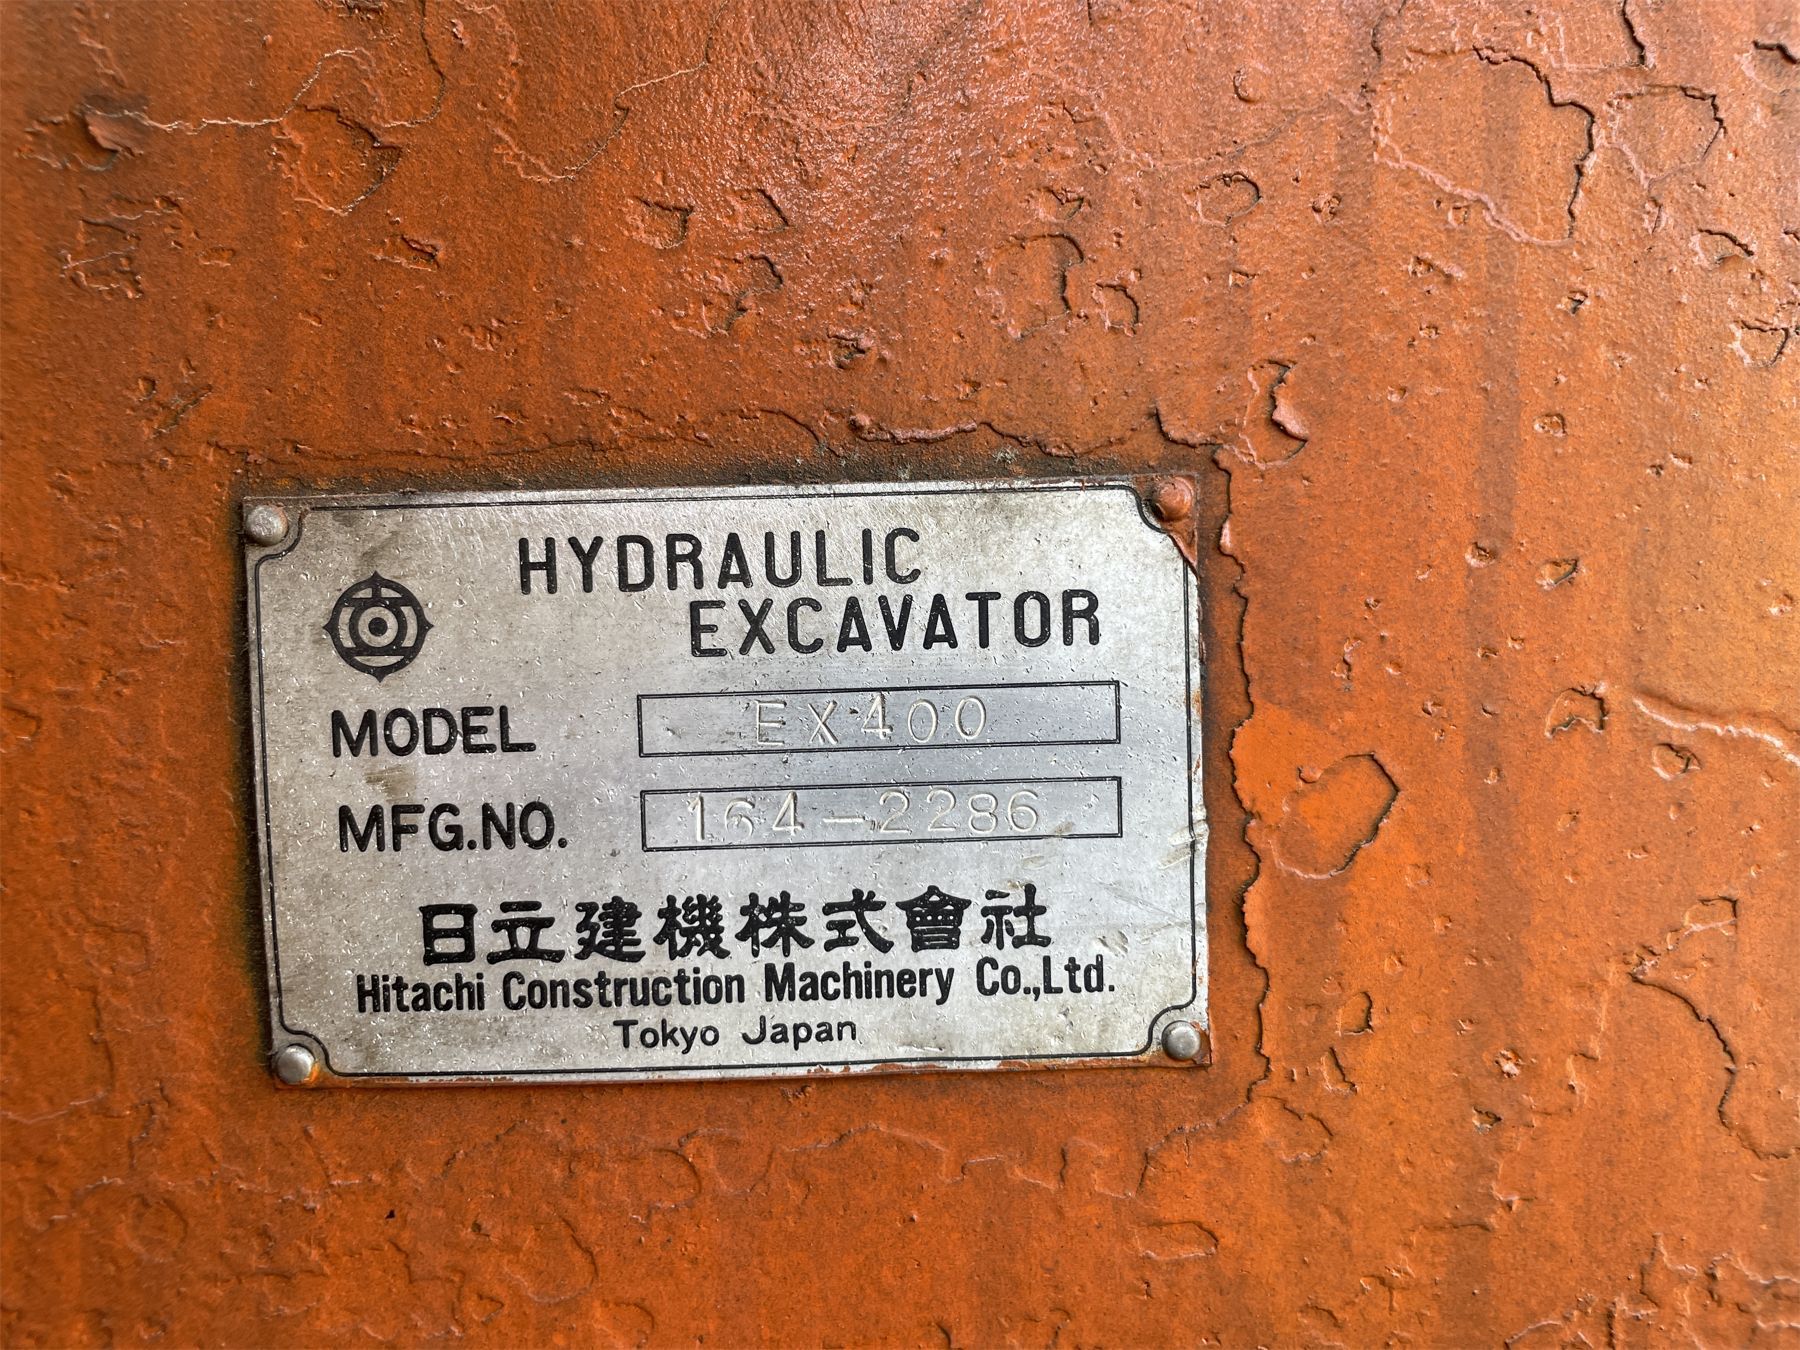 HYDRAULIC
EXCAVATOR
MODEL EX400
MFG.NO. 164-2286
日立建機株式會社
Hitachi Construction Machinery Co.,Ltd.
Tokyo Japan